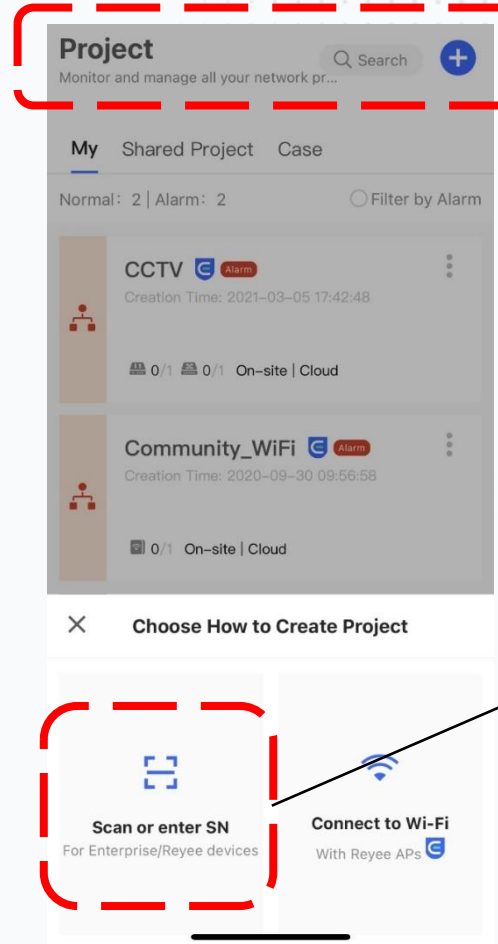 Project
Search
Monitor and manage all your network pr...
My Shared Project Case
Normal: 2 | Alarm: 2 Filter by Alarm
CCTV Alarm
Creation Time: 2021-03-05 17:42:48
0/1 0/1 On-site | Cloud
Community_WiFi Alarm
Creation Time: 2020-09-30 09:56:58
0/1 On-site | Cloud
Choose How to Create Project
Scan or enter SN
For Enterprise/Reyee devices
Connect to Wi-Fi
With Reyee APs